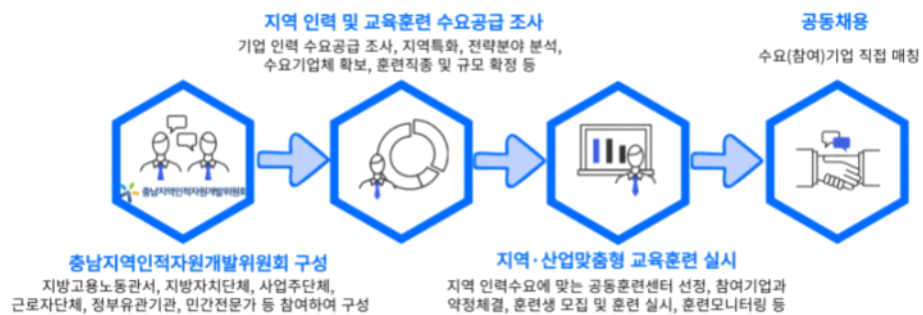 지역 인력 및 교육훈련 수요공급 조사
기업 인력 수요공급 조사, 지역특화, 전략분야 분석,
수요기업체 확보, 훈련직종 및 규모 확정 등
공동채용
수요(참여)기업 직접 매칭
충남지역인적자원개발위원회
충남지역인적자원개발위원회 구성
지방고용노동관서, 지방자치단체, 사업주단체,
근로자단체, 정부유관기관, 민간전문가 등 참여하여 구성
지역·산업맞춤형 교육훈련 실시
지역 인력수요에 맞는 공동훈련센터 선정, 참여기업과
약정체결, 훈련생 모집 및 훈련 실시, 훈련모니터링 등